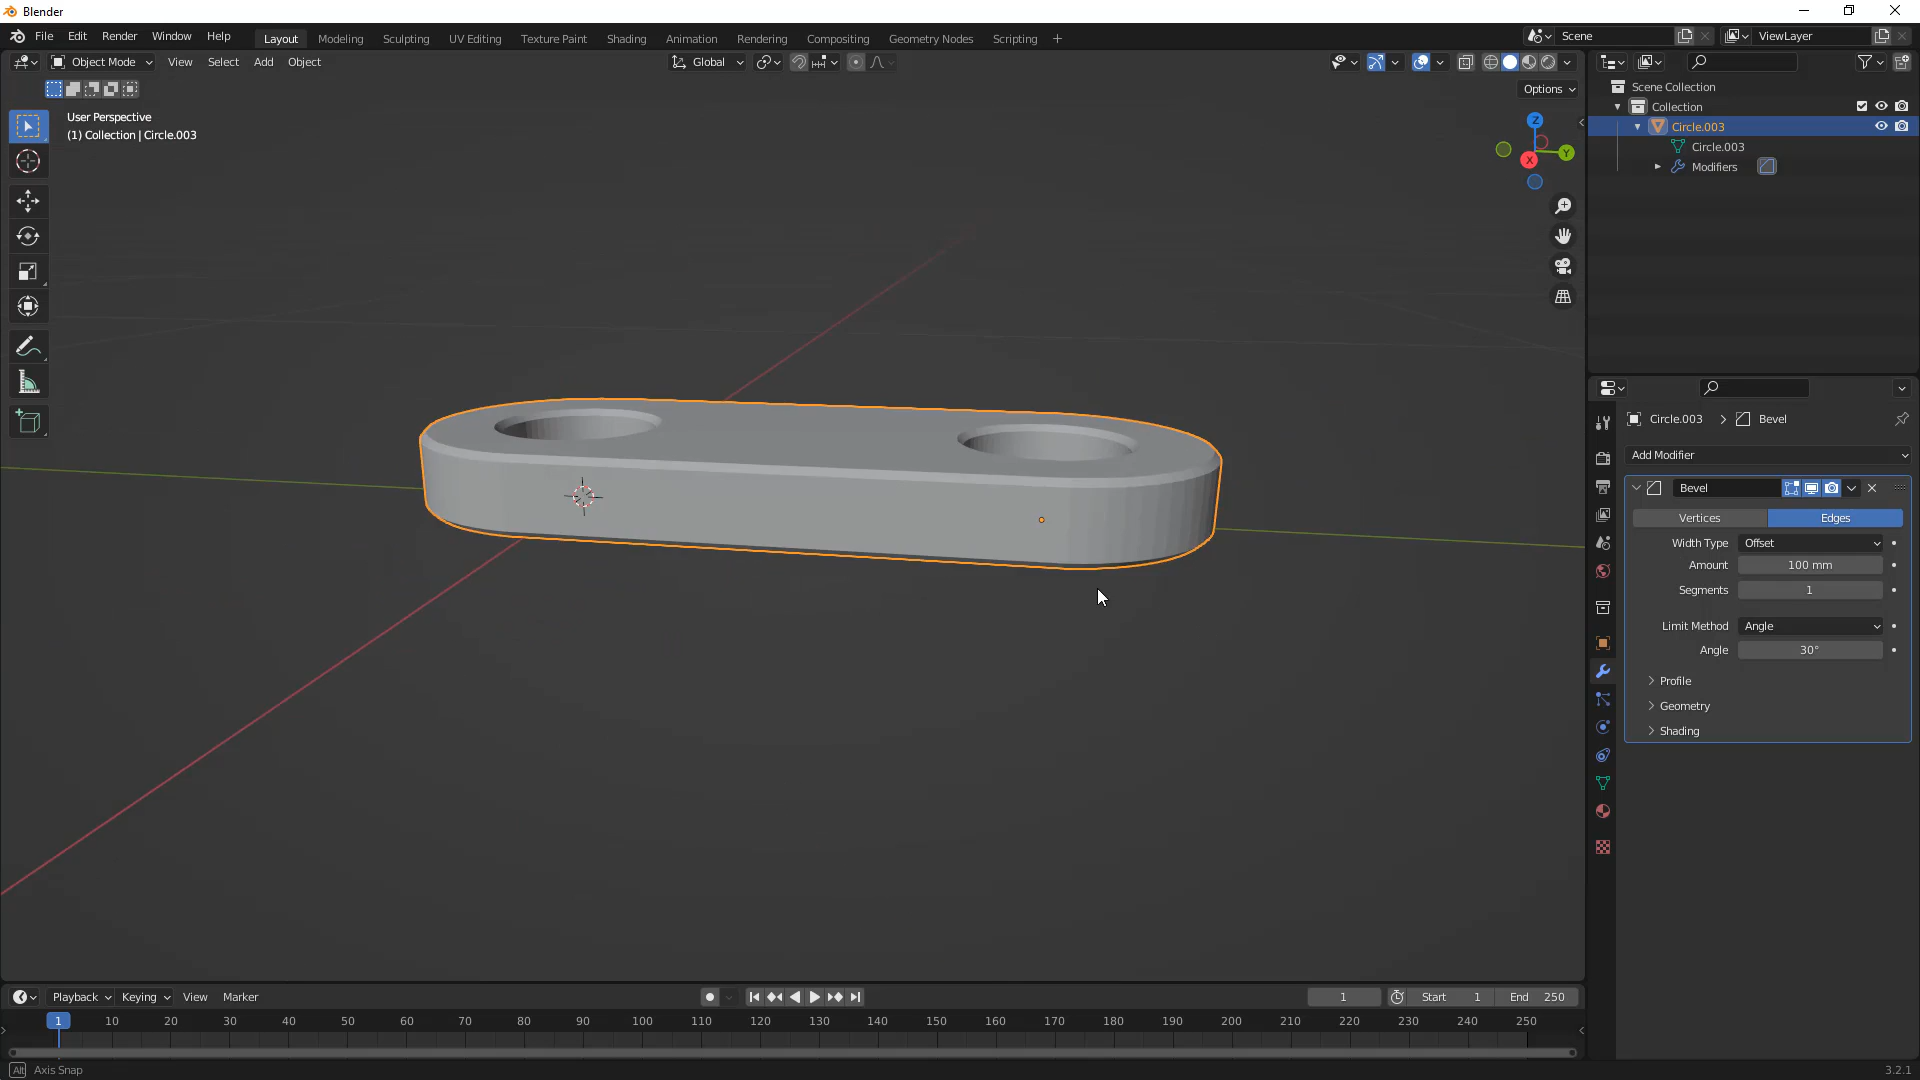 Blender
File Edit Render Window Help Layout Modeling Sculpting UV Editing Texture Paint Shading Animation Rendering Compositing Geometry Nodes Scripting + Scene ViewLayer
Object Mode View Select Add Object Global
Options
User Perspective
(1) Collection | Circle.003
Z
Y
X
Scene Collection
Collection
Circle.003
Circle.003
Modifiers
Circle.003 > Bevel
Add Modifier
Bevel
Vertices Edges
Width Type Offset
Amount 100 mm
Segments 1
Limit Method Angle
Angle 30°
Profile
Geometry
Shading
Playback Keying View Marker 1 Start 1 End 250
1 10 20 30 40 50 60 70 80 90 100 110 120 130 140 150 160 170 180 190 200 210 220 230 240 250
Alt Axis Snap 3.2.1